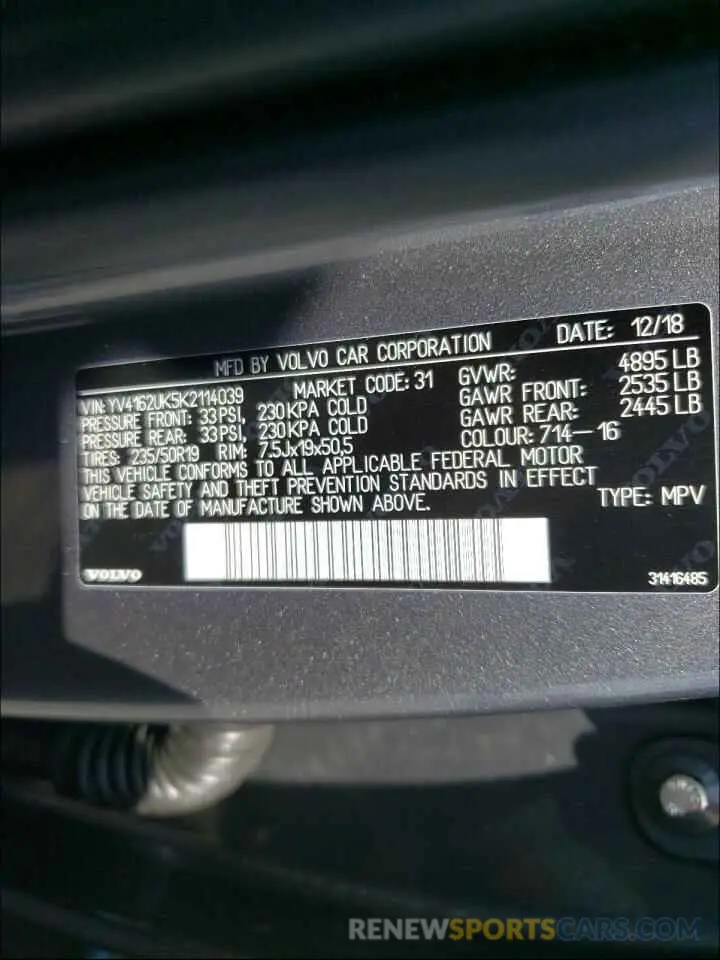 MFD BY VOLVO CAR CORPORATION DATE: 12/18
VIN: YV4162UK5K2114039 MARKET CODE: 31 GVWR: 4895 LB
PRESSURE FRONT: 33 PSI, 230 KPA COLD GAWR FRONT: 2535 LB
PRESSURE REAR: 33 PSI, 230 KPA COLD GAWR REAR: 2445 LB
TIRES: 235/50R19 RIM: 7.5Jx19x50,5 COLOUR: 714-16
THIS VEHICLE CONFORMS TO ALL APPLICABLE FEDERAL MOTOR
VEHICLE SAFETY AND THEFT PREVENTION STANDARDS IN EFFECT
ON THE DATE OF MANUFACTURE SHOWN ABOVE. TYPE: MPV
VOLVO 31416485
RENEWSPORTSCARS.COM